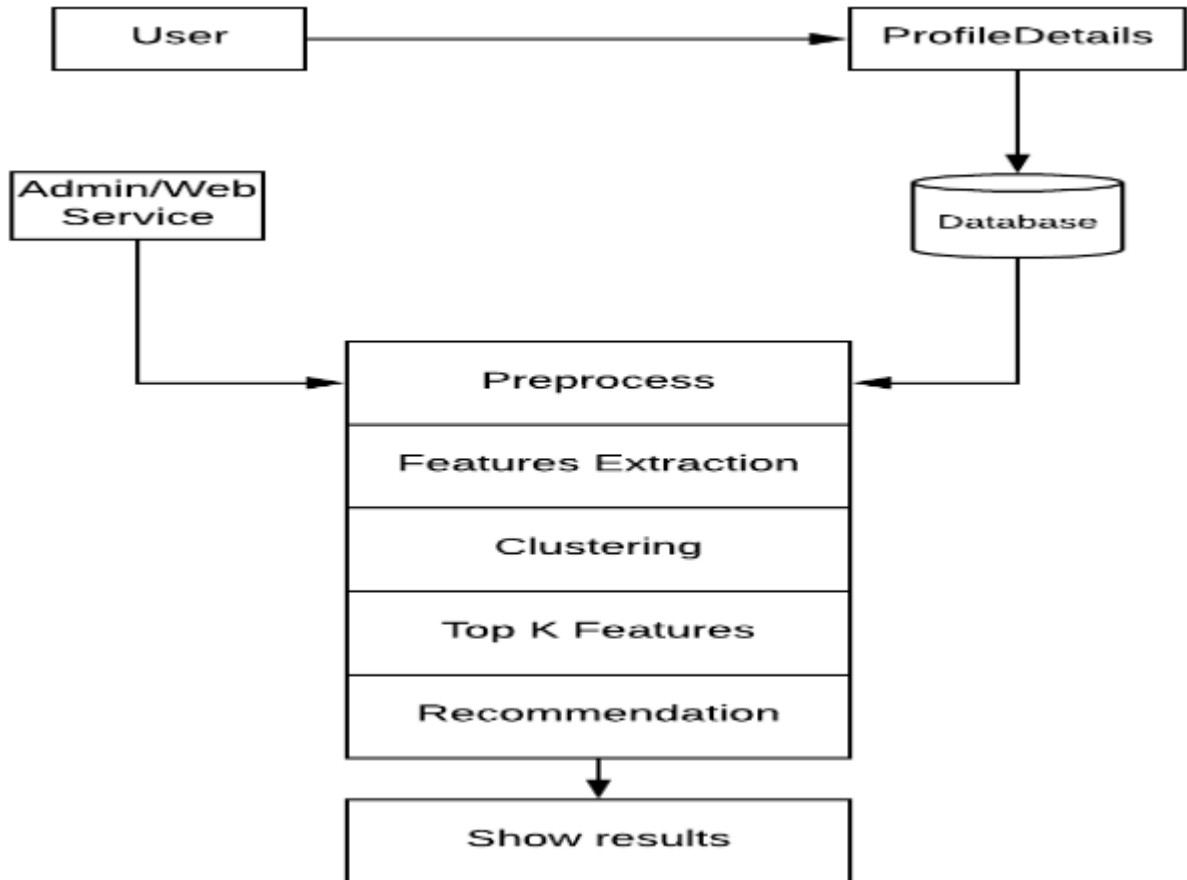 User
ProfileDetails
Admin/Web
Service
Database
Preprocess
Features Extraction
Clustering
Top K Features
Recommendation
Show results